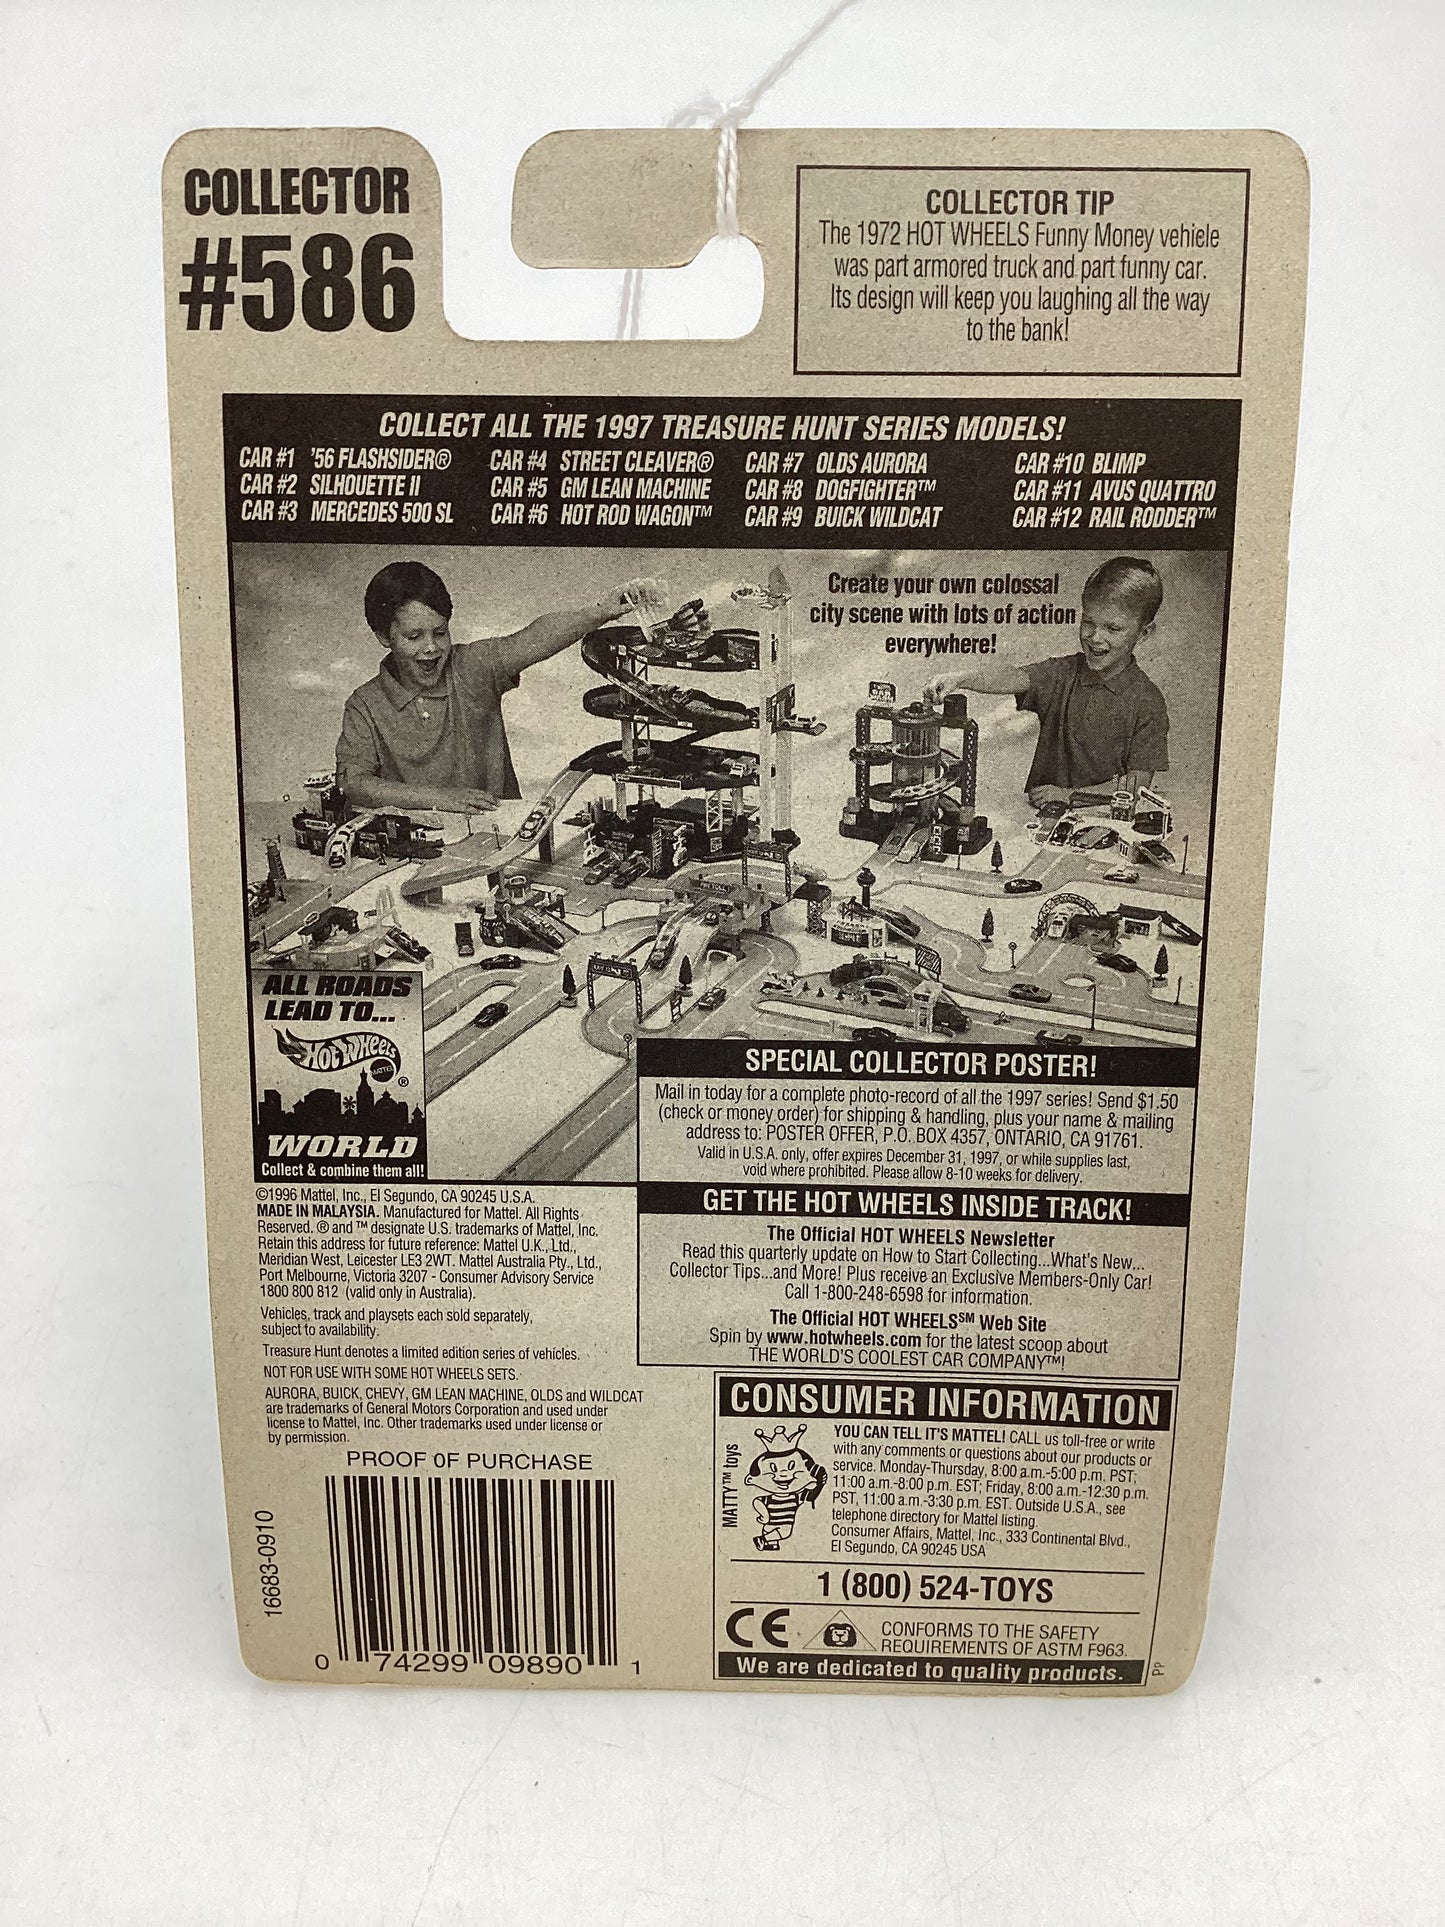 COLLECTOR
#586
COLLECTOR TIP
The 1972 HOT WHEELS Funny Money vehicle
was part armored truck and part funny car.
Its design will keep you laughing all the way
to the bank!
COLLECT ALL THE 1997 TREASURE HUNT SERIES MODELS!
CAR #1 '56 FLASHSIDER®
CAR #2 SILHOUETTE II
CAR #3 MERCEDES 500 SL
CAR #4 STREET CLEAVER®
CAR #5 GM LEAN MACHINE
CAR #6 HOT ROD WAGON™
CAR #7 OLDS AURORA
CAR #8 DOGFIGHTER™
CAR #9 BUICK WILDCAT
CAR #10 BLIMP
CAR #11 AVUS QUATTRO
CAR #12 RAIL RODDER™
Create your own colossal
city scene with lots of action
everywhere!
ALL ROADS
LEAD TO...
HOT WHEELS
MATTEL
®
WORLD
Collect & combine them all!
SPECIAL COLLECTOR POSTER!
Mail in today for a complete photo-record of all the 1997 series! Send $1.50
(check or money order) for shipping & handling, plus your name & mailing
address to: POSTER OFFER, P.O. BOX 4357, ONTARIO, CA 91761.
Valid in U.S.A. only, offer expires December 31, 1997, or while supplies last,
void where prohibited. Please allow 8-10 weeks for delivery.
GET THE HOT WHEELS INSIDE TRACK!
The Official HOT WHEELS Newsletter
Read this quarterly update on How to Start Collecting...What's New...
Collector Tips...and More! Plus receive an Exclusive Members-Only Car!
Call 1-800-248-6598 for information.
The Official HOT WHEELS℠ Web Site
Spin by www.hotwheels.com for the latest scoop about
THE WORLD'S COOLEST CAR COMPANY™!
©1996 Mattel, Inc., El Segundo, CA 90245 U.S.A.
MADE IN MALAYSIA. Manufactured for Mattel. All Rights
Reserved. ® and ™ designate U.S. trademarks of Mattel, Inc.
Retain this address for future reference: Mattel U.K., Ltd.,
Meridian West, Leicester LE3 2WT. Mattel Australia Pty., Ltd.,
Port Melbourne, Victoria 3207 - Consumer Advisory Service
1800 800 812 (valid only in Australia).
Vehicles, track and playsets each sold separately,
subject to availability.
Treasure Hunt denotes a limited edition series of vehicles.
NOT FOR USE WITH SOME HOT WHEELS SETS.
AURORA, BUICK, CHEVY, GM LEAN MACHINE, OLDS and WILDCAT
are trademarks of General Motors Corporation and used under
license to Mattel, Inc. Other trademarks used under license or
by permission.
PROOF OF PURCHASE
16683-0910
0 74299 09890 1
CONSUMER INFORMATION
MATTY™ toys
YOU CAN TELL IT'S MATTEL! CALL us toll-free or write
with any comments or questions about our products or
service. Monday-Thursday, 8:00 a.m.-5:00 p.m. PST;
11:00 a.m.-8:00 p.m. EST; Friday, 8:00 a.m.-12:30 p.m.
PST, 11:00 a.m.-3:30 p.m. EST. Outside U.S.A., see
telephone directory for Mattel listing.
Consumer Affairs, Mattel, Inc., 333 Continental Blvd.,
El Segundo, CA 90245 USA
1 (800) 524-TOYS
CE
CONFORMS TO THE SAFETY
REQUIREMENTS OF ASTM F963.
We are dedicated to quality products.
PP